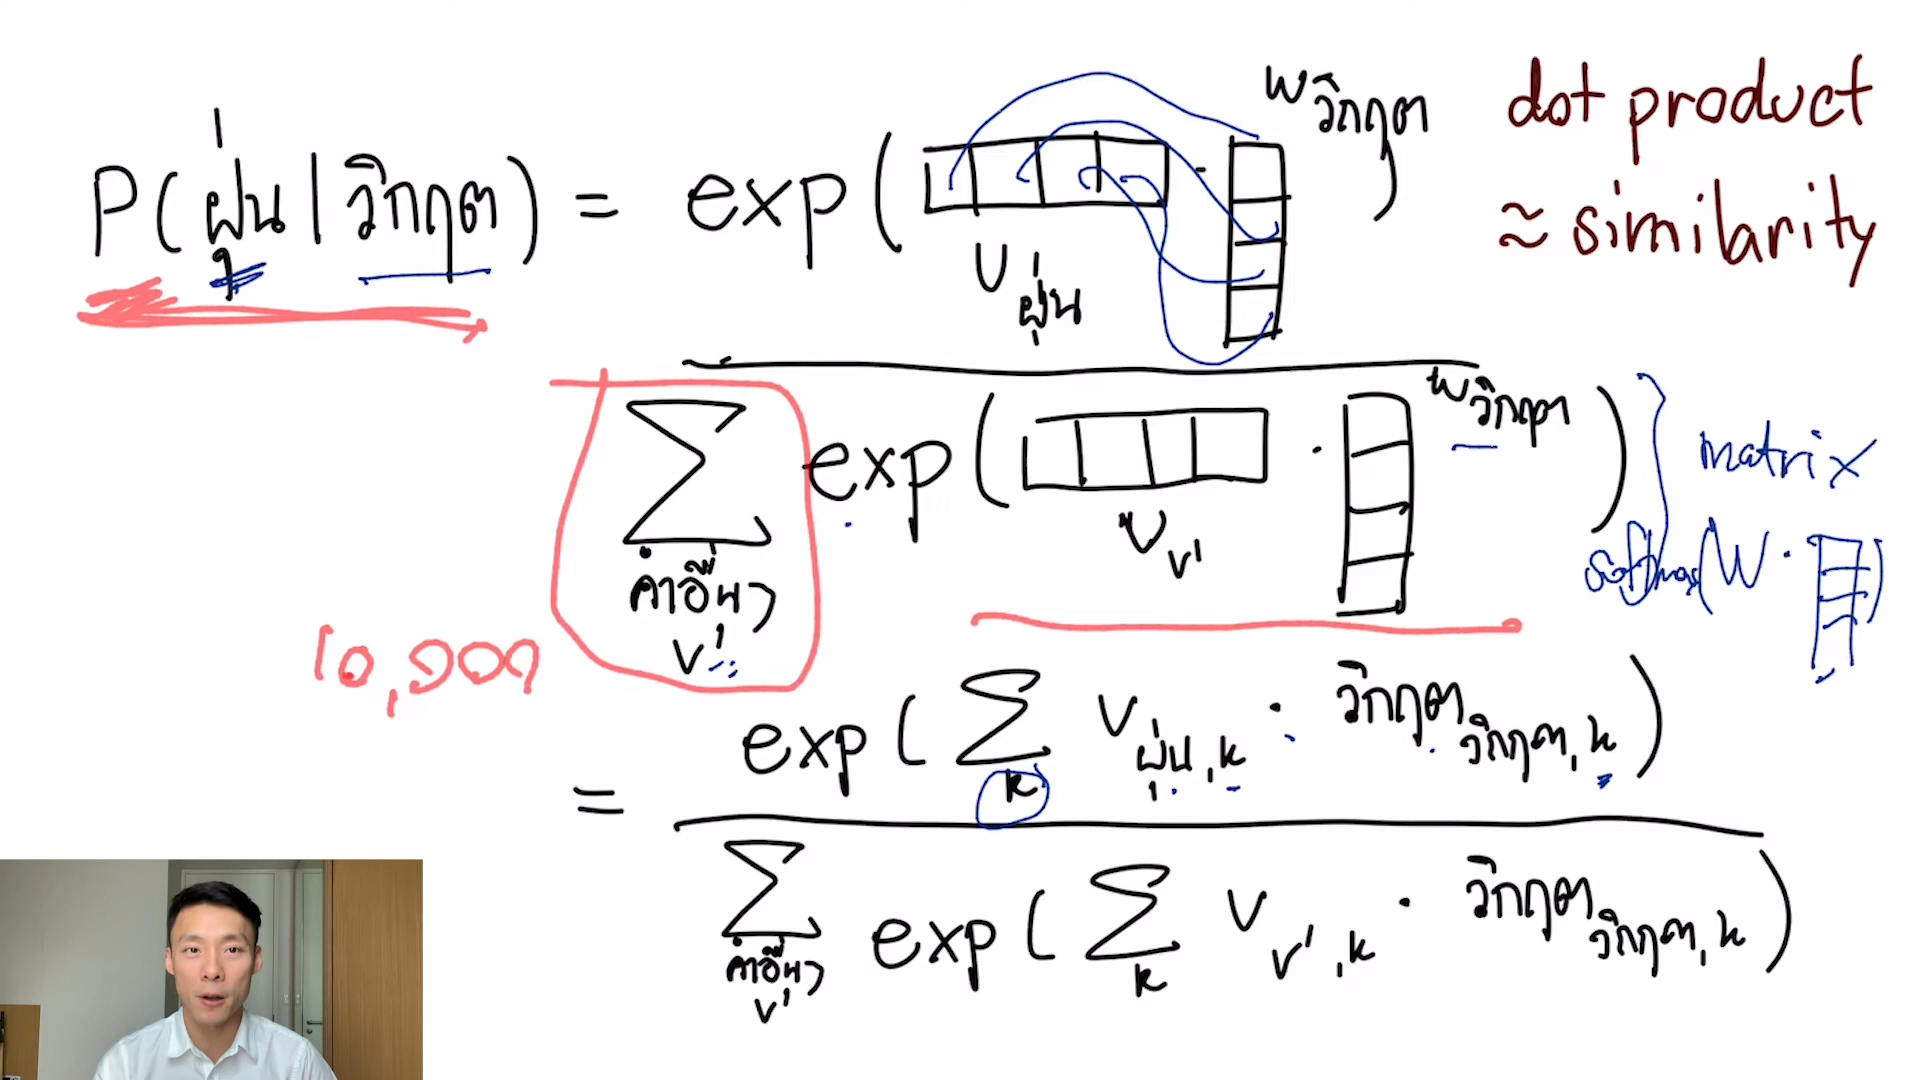 P(ฝุ่น | วิกฤต) = exp( · )
w วิกฤต
v ฝุ่น
dot product
≈ similarity
Σ exp( · )
คำอื่นๆ
v'
v v'
w วิกฤต
matrix
softmax(W · )
10,000
= exp( Σ k v ฝุ่น, k · วิกฤต วิกฤต, k )
Σ คำอื่นๆ v' exp( Σ k v v', k · วิกฤต วิกฤต, k )